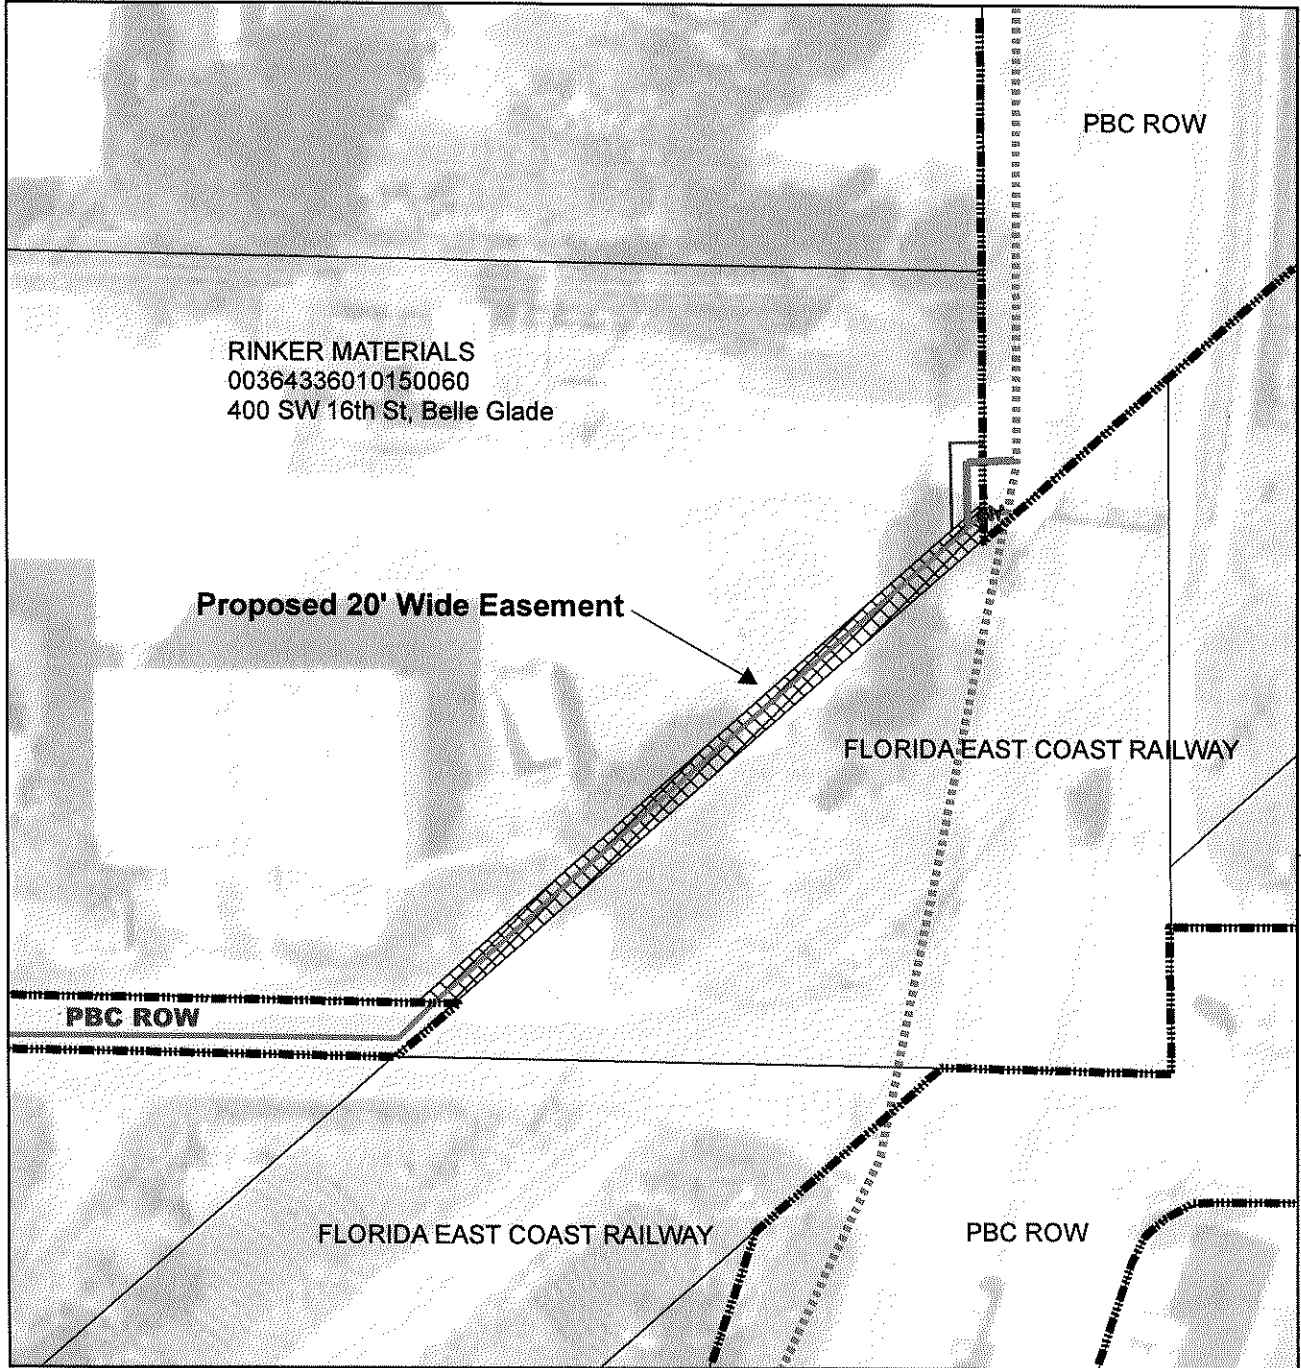 PBC ROW
RINKER MATERIALS
00364336010150060
400 SW 16th St, Belle Glade
Proposed 20' Wide Easement
FLORIDA EAST COAST RAILWAY
PBC ROW
FLORIDA EAST COAST RAILWAY
PBC ROW